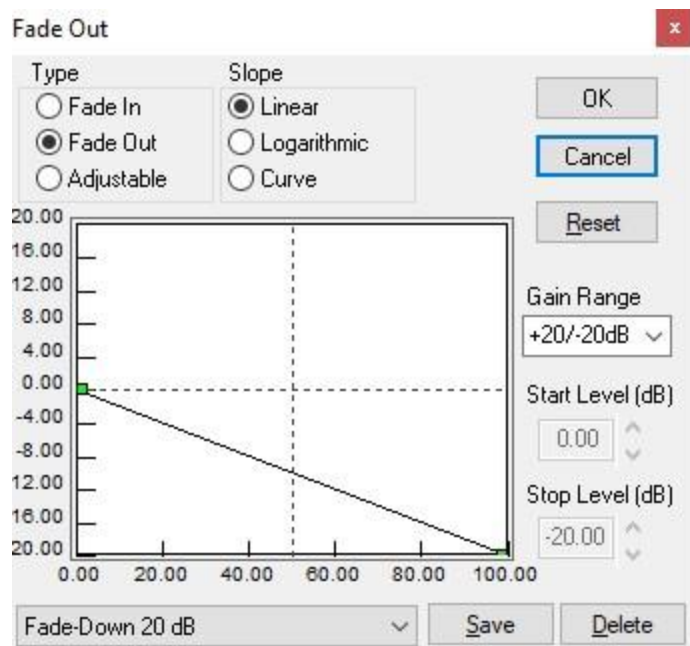 Fade Out
x
Type
Slope
Fade In
Linear
OK
Fade Out
Logarithmic
Cancel
Adjustable
Curve
Reset
20.00
16.00
12.00
8.00
4.00
0.00
-4.00
-8.00
12.00
16.00
20.00
0.00 20.00 40.00 60.00 80.00 100.00
Gain Range
+20/-20dB
Start Level (dB)
0.00
Stop Level (dB)
-20.00
Fade-Down 20 dB
Save
Delete